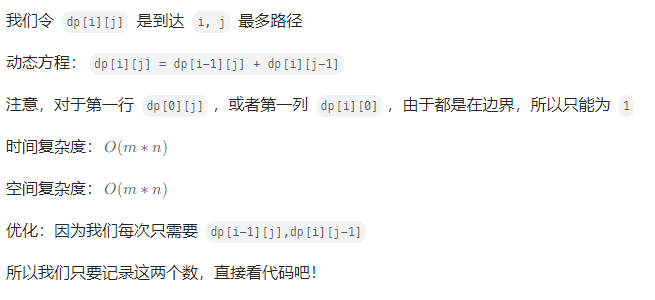 我们令 dp[i][j] 是到达 i, j 最多路径
动态方程： dp[i][j] = dp[i-1][j] + dp[i][j-1]
注意，对于第一行 dp[0][j] ，或者第一列 dp[i][0] ，由于都是在边界，所以只能为 1
时间复杂度：O(m∗n)
空间复杂度：O(m∗n)
优化：因为我们每次只需要 dp[i-1][j],dp[i][j-1]
所以我们只要记录这两个数，直接看代码吧！